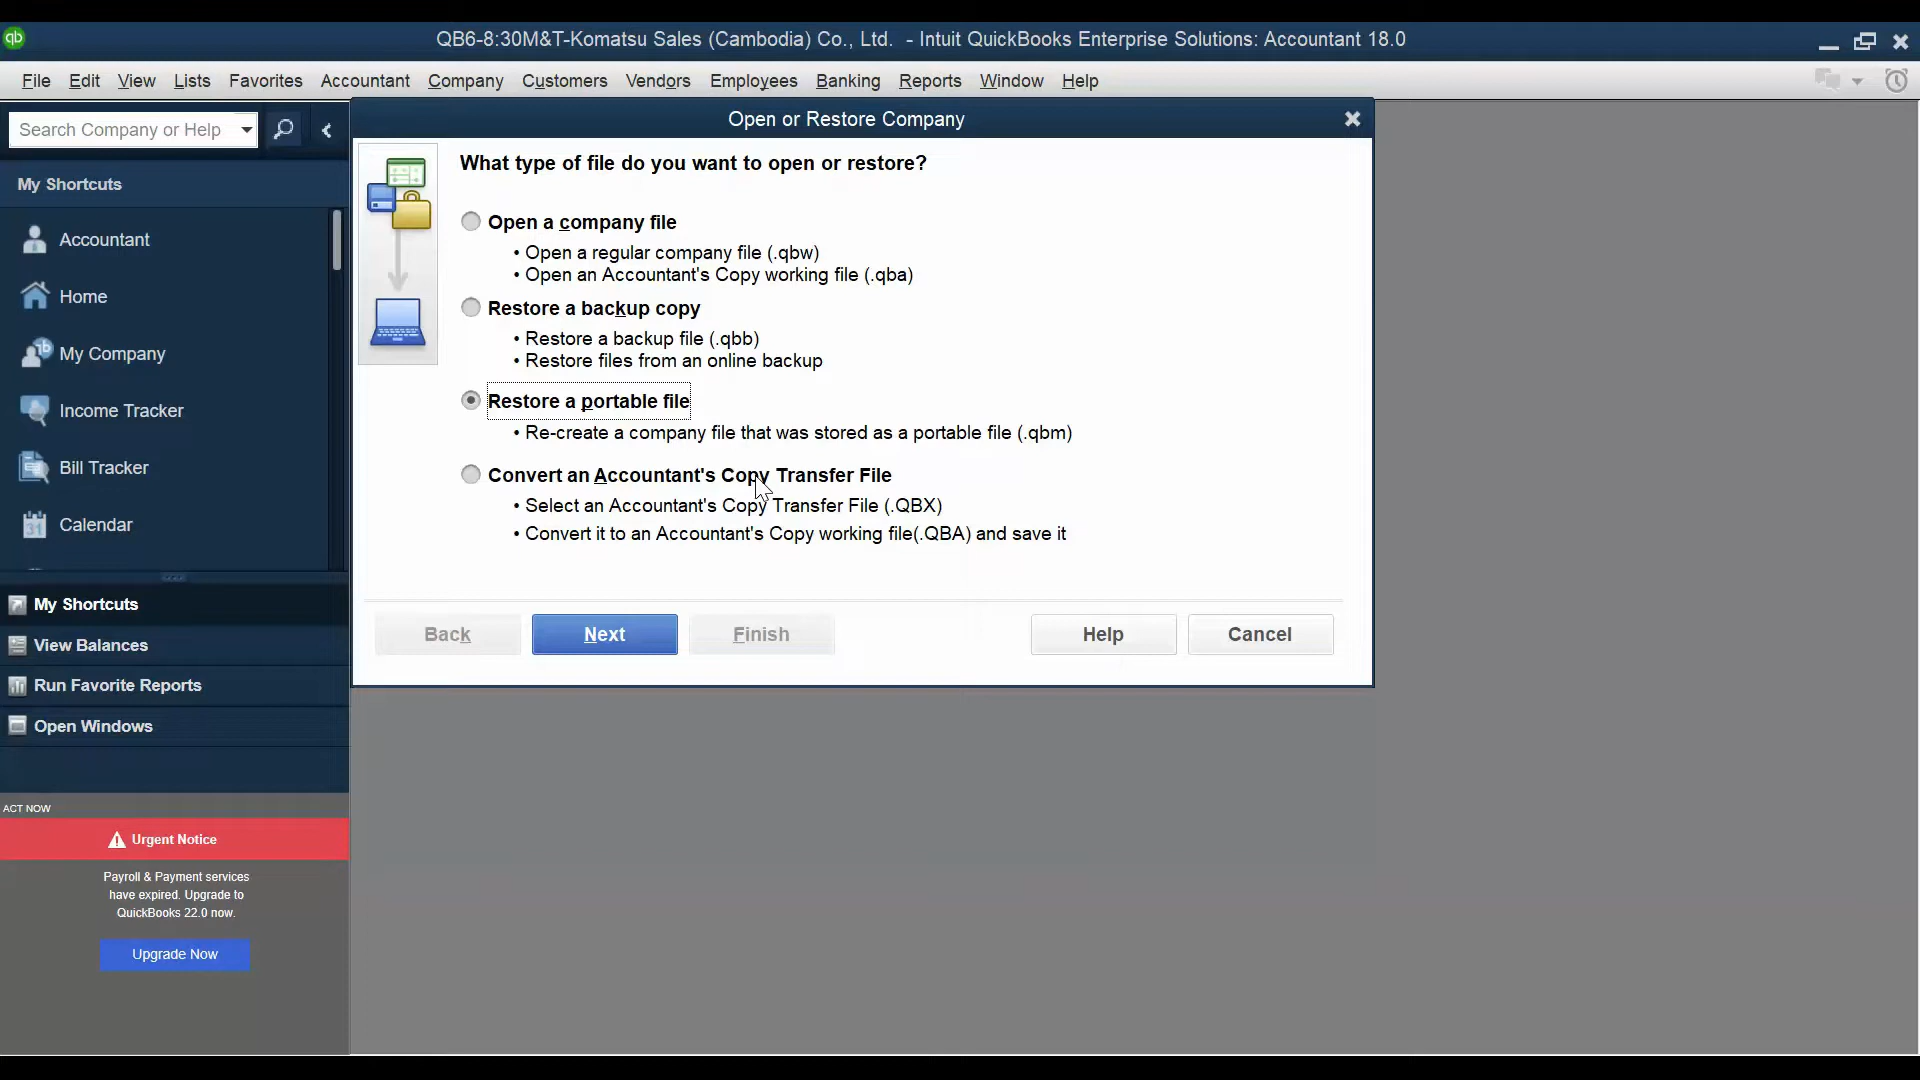 qb
QB6-8:30M&T-Komatsu Sales (Cambodia) Co., Ltd. - Intuit QuickBooks Enterprise Solutions: Accountant 18.0
File Edit View Lists Favorites Accountant Company Customers Vendors Employees Banking Reports Window Help
Search Company or Help
My Shortcuts
Accountant
Home
My Company
Income Tracker
Bill Tracker
31 Calendar
My Shortcuts
View Balances
Run Favorite Reports
Open Windows
ACT NOW
Urgent Notice
Payroll & Payment services
have expired. Upgrade to
QuickBooks 22.0 now.
Upgrade Now
Open or Restore Company
What type of file do you want to open or restore?
Open a company file
• Open a regular company file (.qbw)
• Open an Accountant's Copy working file (.qba)
Restore a backup copy
• Restore a backup file (.qbb)
• Restore files from an online backup
Restore a portable file
• Re-create a company file that was stored as a portable file (.qbm)
Convert an Accountant's Copy Transfer File
• Select an Accountant's Copy Transfer File (.QBX)
• Convert it to an Accountant's Copy working file(.QBA) and save it
Back Next Finish Help Cancel